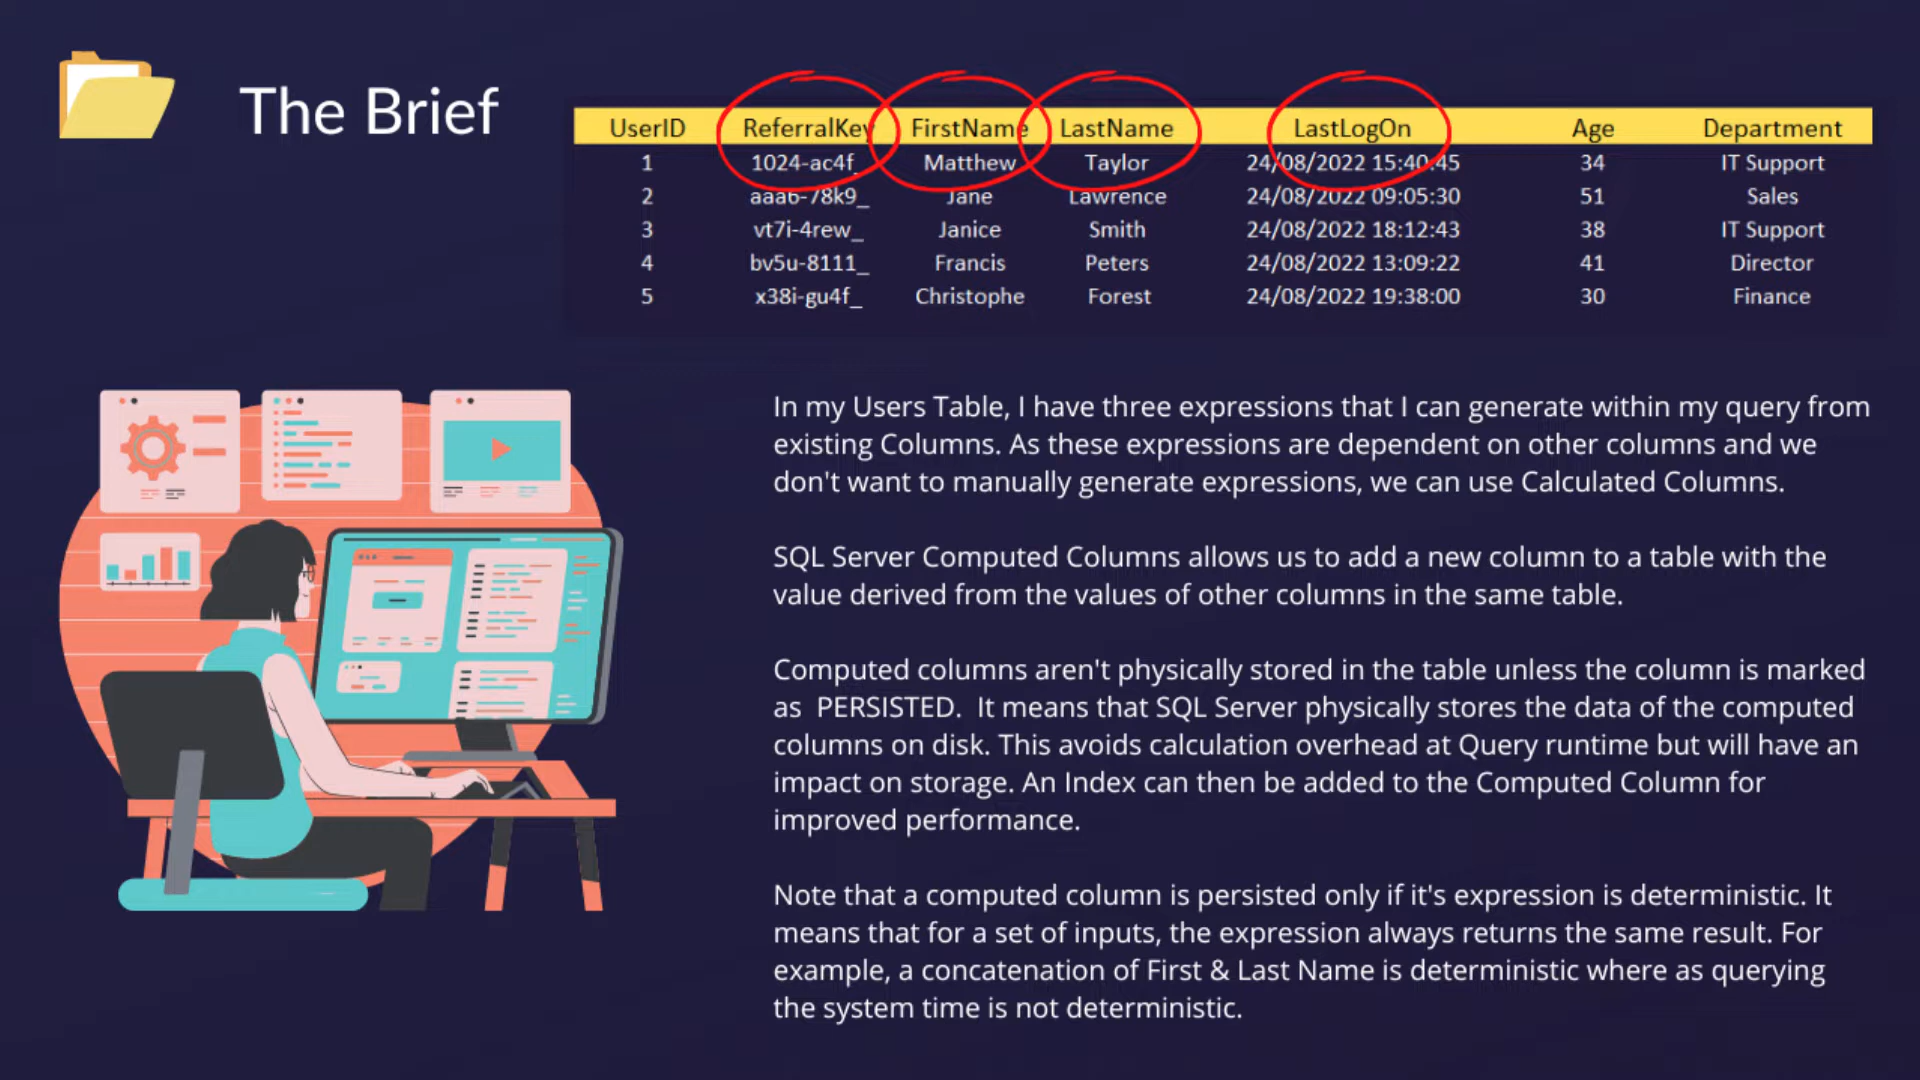 The Brief
UserID ReferralKey FirstName LastName LastLogOn Age Department
1 1024-ac4f_ Matthew Taylor 24/08/2022 15:40:45 34 IT Support
2 aaa6-78k9_ Jane Lawrence 24/08/2022 09:05:30 51 Sales
3 vt7i-4rew_ Janice Smith 24/08/2022 18:12:43 38 IT Support
4 bv5u-8111_ Francis Peters 24/08/2022 13:09:22 41 Director
5 x38i-gu4f_ Christophe Forest 24/08/2022 19:38:00 30 Finance
In my Users Table, I have three expressions that I can generate within my query from
existing Columns. As these expressions are dependent on other columns and we
don't want to manually generate expressions, we can use Calculated Columns.
SQL Server Computed Columns allows us to add a new column to a table with the
value derived from the values of other columns in the same table.
Computed columns aren't physically stored in the table unless the column is marked
as PERSISTED. It means that SQL Server physically stores the data of the computed
columns on disk. This avoids calculation overhead at Query runtime but will have an
impact on storage. An Index can then be added to the Computed Column for
improved performance.
Note that a computed column is persisted only if it's expression is deterministic. It
means that for a set of inputs, the expression always returns the same result. For
example, a concatenation of First & Last Name is deterministic where as querying
the system time is not deterministic.